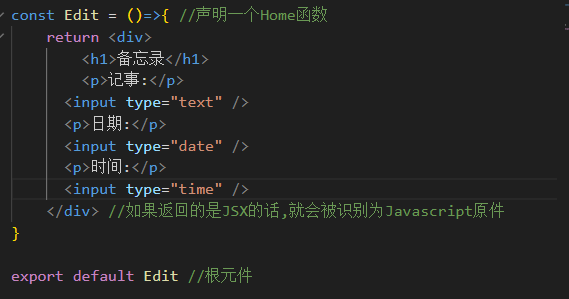 const Edit = ()=>{ //声明一个Home函数
return <div>
<h1>备忘录</h1>
<p>记事:</p>
<input type="text" />
<p>日期:</p>
<input type="date" />
<p>时间:</p>
<input type="time" />
</div> //如果返回的是JSX的话,就会被识别为Javascript原件
}
export default Edit //根元件